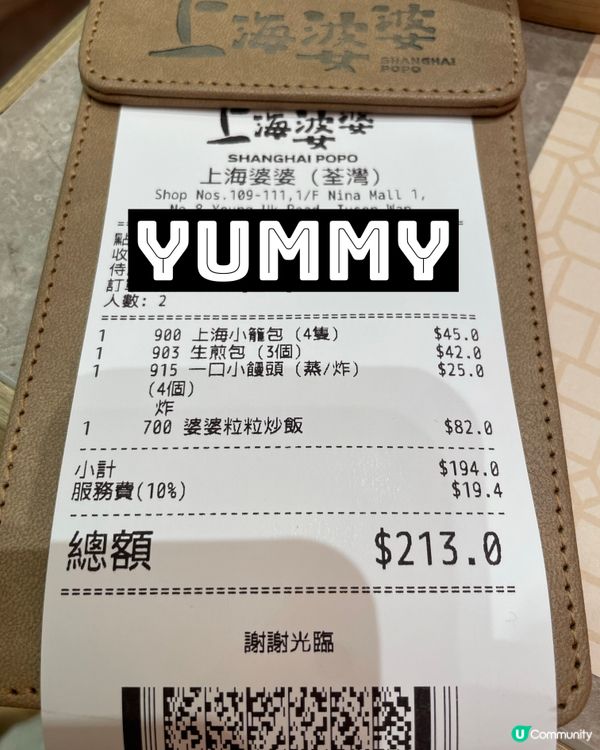 上海婆婆
SHANGHAI
POPO
上海婆婆
SHANGHAI POPO
上海婆婆 (荃灣)
Shop Nos.109-111,1/F Nina Mall 1,
YUMMY
人數: 2
1 900 上海小籠包 (4隻) $45.0
1 903 生煎包 (3個) $42.0
1 915 一口小饅頭 (蒸/炸) $25.0
(4個)
炸
1 700 婆婆粒粒炒飯 $82.0
小計 $194.0
服務費(10%) $19.4
總額 $213.0
謝謝光臨
U Community